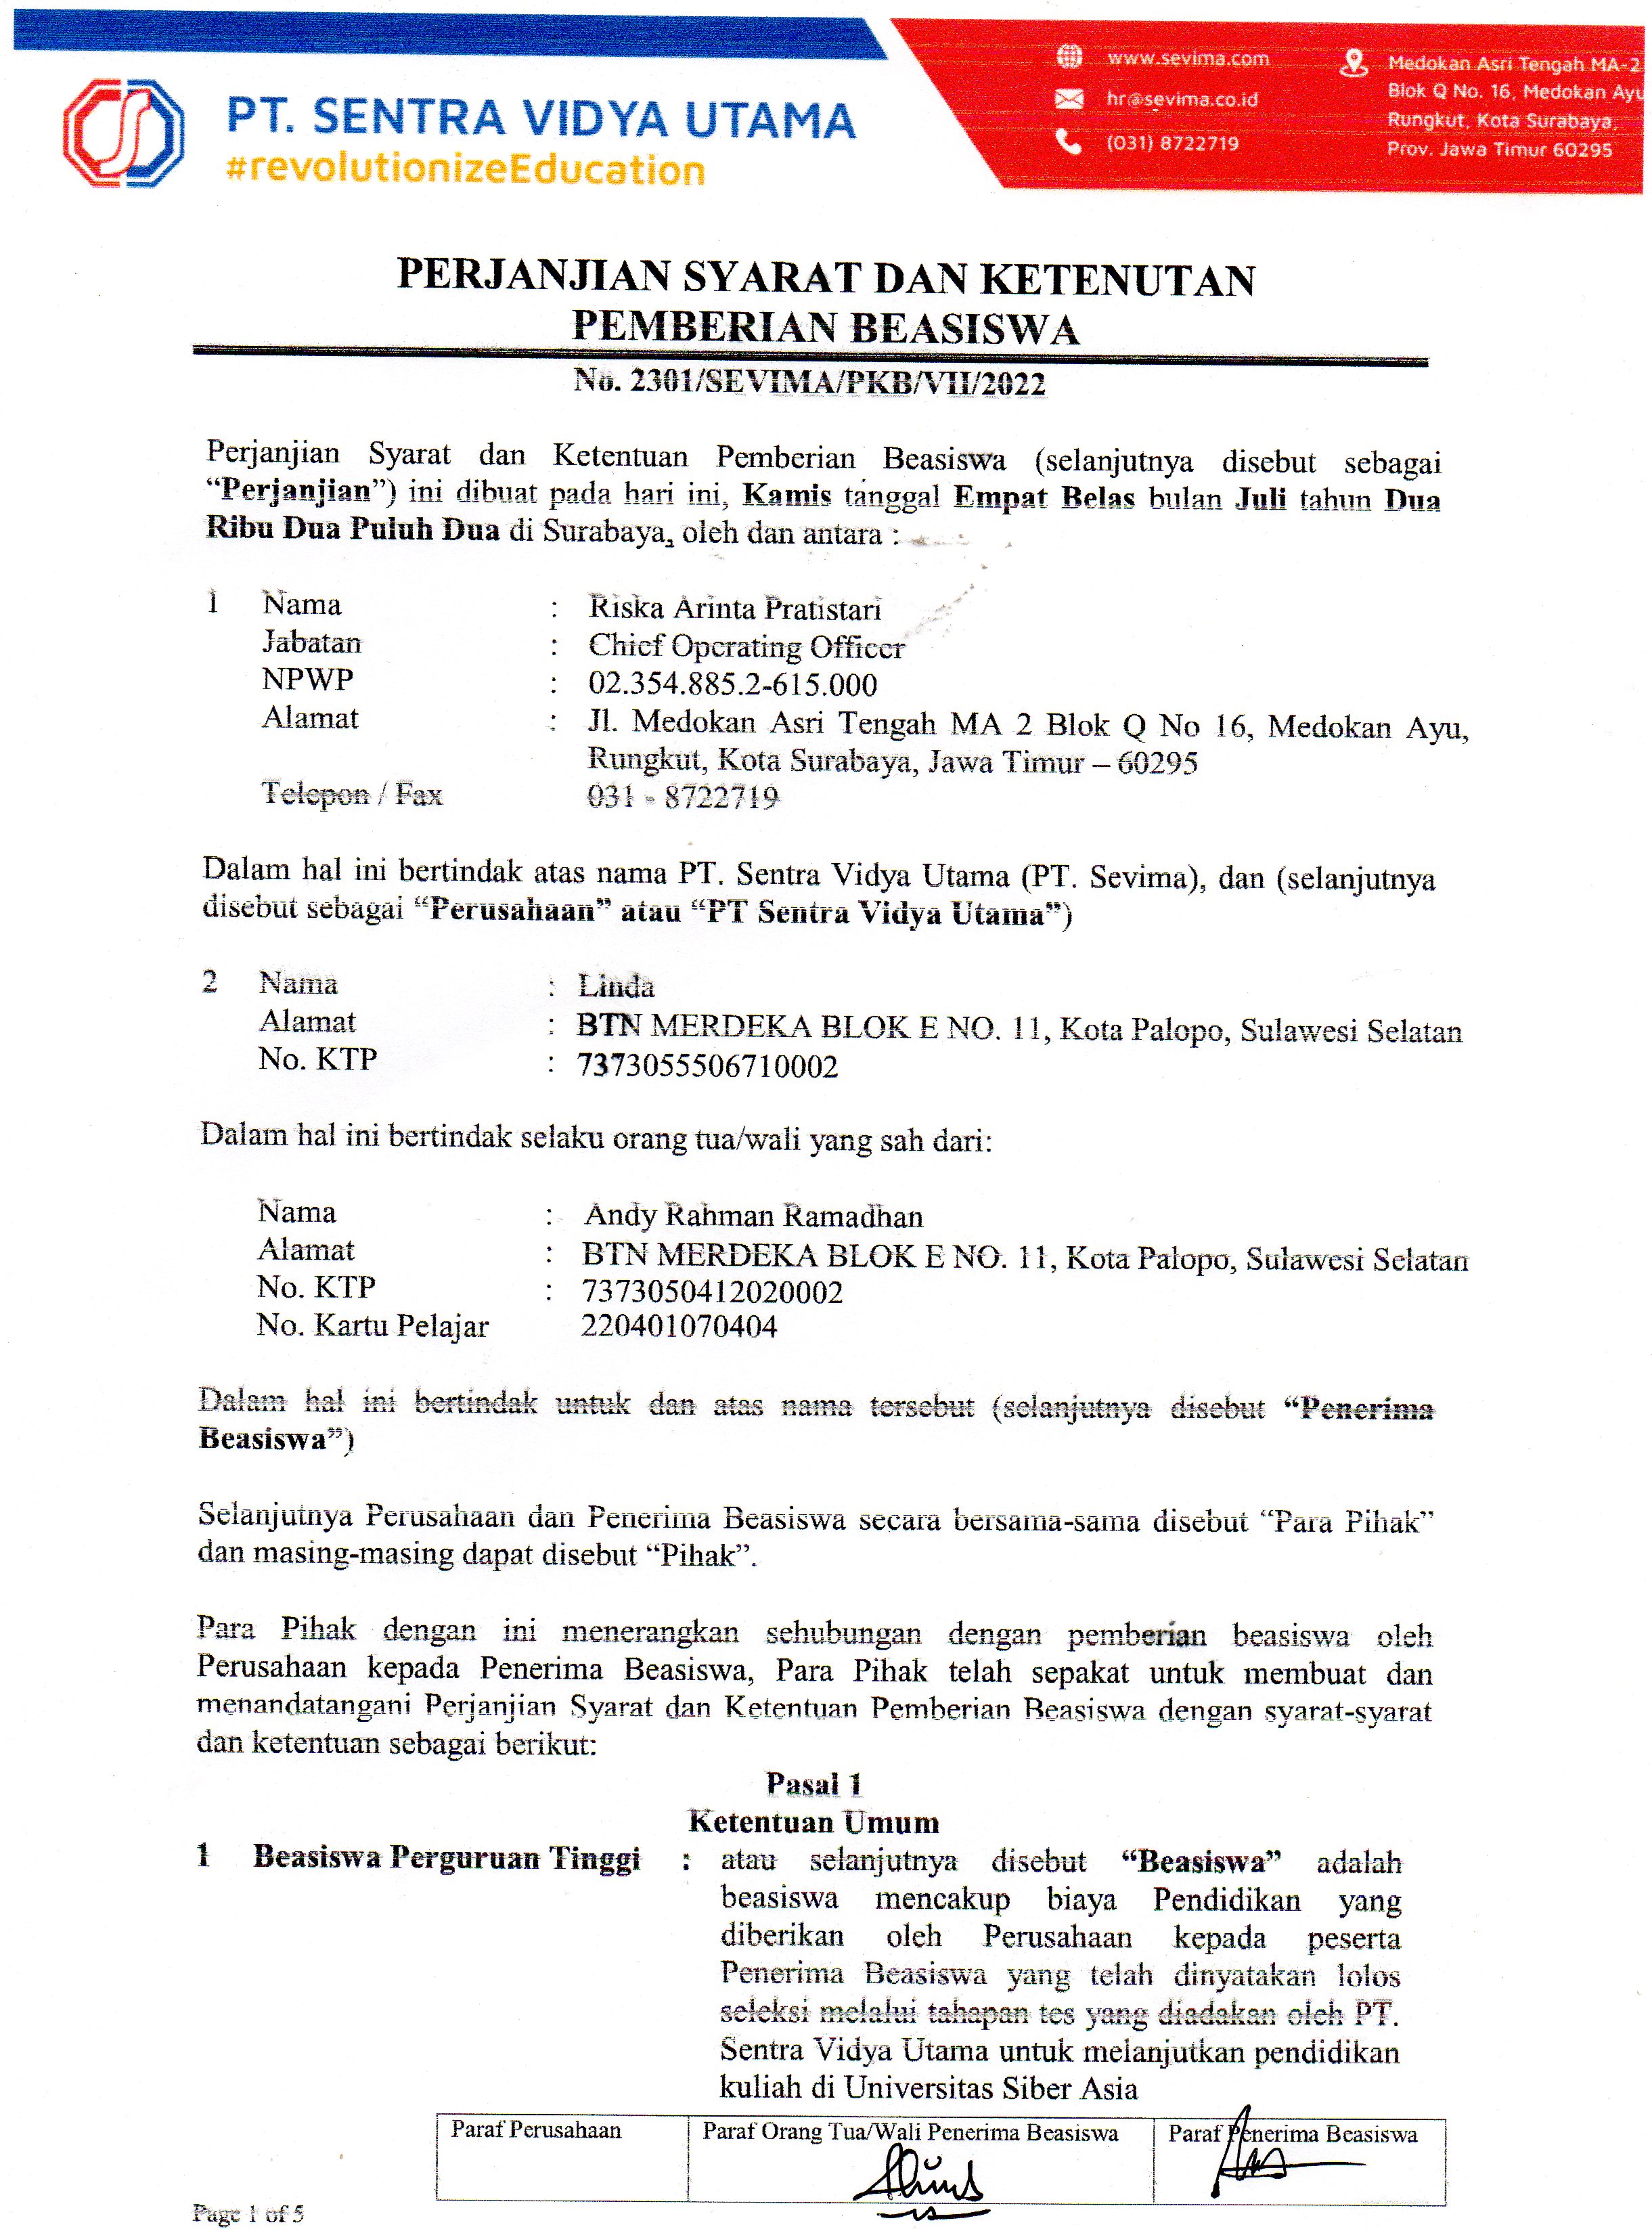 PT. SENTRA VIDYA UTAMA
#revolutionizeEducation
www.sevima.com
hr@sevima.co.id
(031) 8722719
Medokan Asri Tengah MA-2
Blok Q No. 16, Medokan Ayu
Rungkut, Kota Surabaya,
Prov. Jawa Timur 60295
PERJANJIAN SYARAT DAN KETENUTAN
PEMBERIAN BEASISWA
No. 2301/SEVIMA/PKB/VII/2022
Perjanjian Syarat dan Ketentuan Pemberian Beasiswa (selanjutnya disebut sebagai
“Perjanjian”) ini dibuat pada hari ini, Kamis tanggal Empat Belas bulan Juli tahun Dua
Ribu Dua Puluh Dua di Surabaya, oleh dan antara :
1 Nama : Riska Arinta Pratistari
Jabatan : Chief Operating Officer
NPWP : 02.354.885.2-615.000
Alamat : Jl. Medokan Asri Tengah MA 2 Blok Q No 16, Medokan Ayu,
Rungkut, Kota Surabaya, Jawa Timur – 60295
Telepon / Fax 031 - 8722719
Dalam hal ini bertindak atas nama PT. Sentra Vidya Utama (PT. Sevima), dan (selanjutnya
disebut sebagai “Perusahaan” atau “PT Sentra Vidya Utama”)
2 Nama : Linda
Alamat : BTN MERDEKA BLOK E NO. 11, Kota Palopo, Sulawesi Selatan
No. KTP : 7373055506710002
Dalam hal ini bertindak selaku orang tua/wali yang sah dari:
Nama : Andy Rahman Ramadhan
Alamat : BTN MERDEKA BLOK E NO. 11, Kota Palopo, Sulawesi Selatan
No. KTP : 7373050412020002
No. Kartu Pelajar 220401070404
Dalam hal ini bertindak untuk dan atas nama tersebut (selanjutnya disebut “Penerima
Beasiswa”)
Selanjutnya Perusahaan dan Penerima Beasiswa secara bersama-sama disebut “Para Pihak”
dan masing-masing dapat disebut “Pihak”.
Para Pihak dengan ini menerangkan sehubungan dengan pemberian beasiswa oleh
Perusahaan kepada Penerima Beasiswa, Para Pihak telah sepakat untuk membuat dan
menandatangani Perjanjian Syarat dan Ketentuan Pemberian Beasiswa dengan syarat-syarat
dan ketentuan sebagai berikut:
Pasal 1
Ketentuan Umum
1 Beasiswa Perguruan Tinggi : atau selanjutnya disebut “Beasiswa” adalah
beasiswa mencakup biaya Pendidikan yang
diberikan oleh Perusahaan kepada peserta
Penerima Beasiswa yang telah dinyatakan lolos
seleksi melalui tahapan tes yang diadakan oleh PT.
Sentra Vidya Utama untuk melanjutkan pendidikan
kuliah di Universitas Siber Asia
Paraf Perusahaan Paraf Orang Tua/Wali Penerima Beasiswa Paraf Penerima Beasiswa
Page 1 of 5